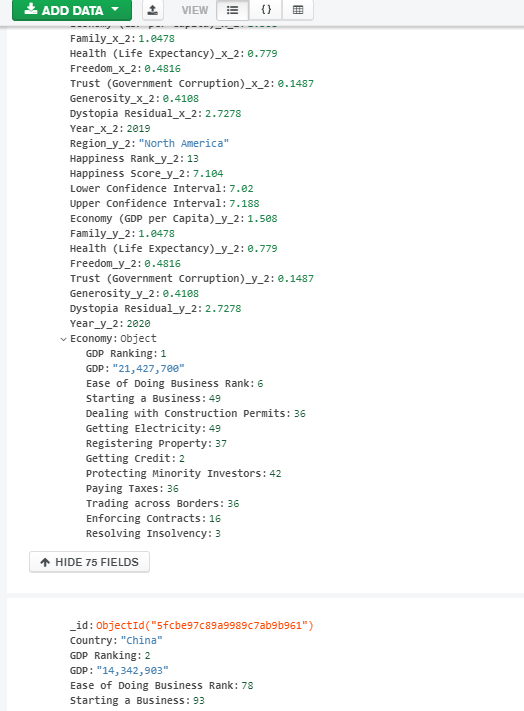 ADD DATA
VIEW
{}
Family_x_2: 1.0478
Health (Life Expectancy)_x_2: 0.779
Freedom_x_2: 0.4816
Trust (Government Corruption)_x_2: 0.1487
Generosity_x_2: 0.4108
Dystopia Residual_x_2: 2.7278
Year_x_2: 2019
Region_y_2: "North America"
Happiness Rank_y_2: 13
Happiness Score_y_2: 7.104
Lower Confidence Interval: 7.02
Upper Confidence Interval: 7.188
Economy (GDP per Capita)_y_2: 1.508
Family_y_2: 1.0478
Health (Life Expectancy)_y_2: 0.779
Freedom_y_2: 0.4816
Trust (Government Corruption)_y_2: 0.1487
Generosity_y_2: 0.4108
Dystopia Residual_y_2: 2.7278
Year_y_2: 2020
Economy: Object
GDP Ranking: 1
GDP: "21,427,700"
Ease of Doing Business Rank: 6
Starting a Business: 49
Dealing with Construction Permits: 36
Getting Electricity: 49
Registering Property: 37
Getting Credit: 2
Protecting Minority Investors: 42
Paying Taxes: 36
Trading across Borders: 36
Enforcing Contracts: 16
Resolving Insolvency: 3
HIDE 75 FIELDS
_id: ObjectId("5fcbe97c89a9989c7ab9b961")
Country: "China"
GDP Ranking: 2
GDP: "14,342,903"
Ease of Doing Business Rank: 78
Starting a Business: 93